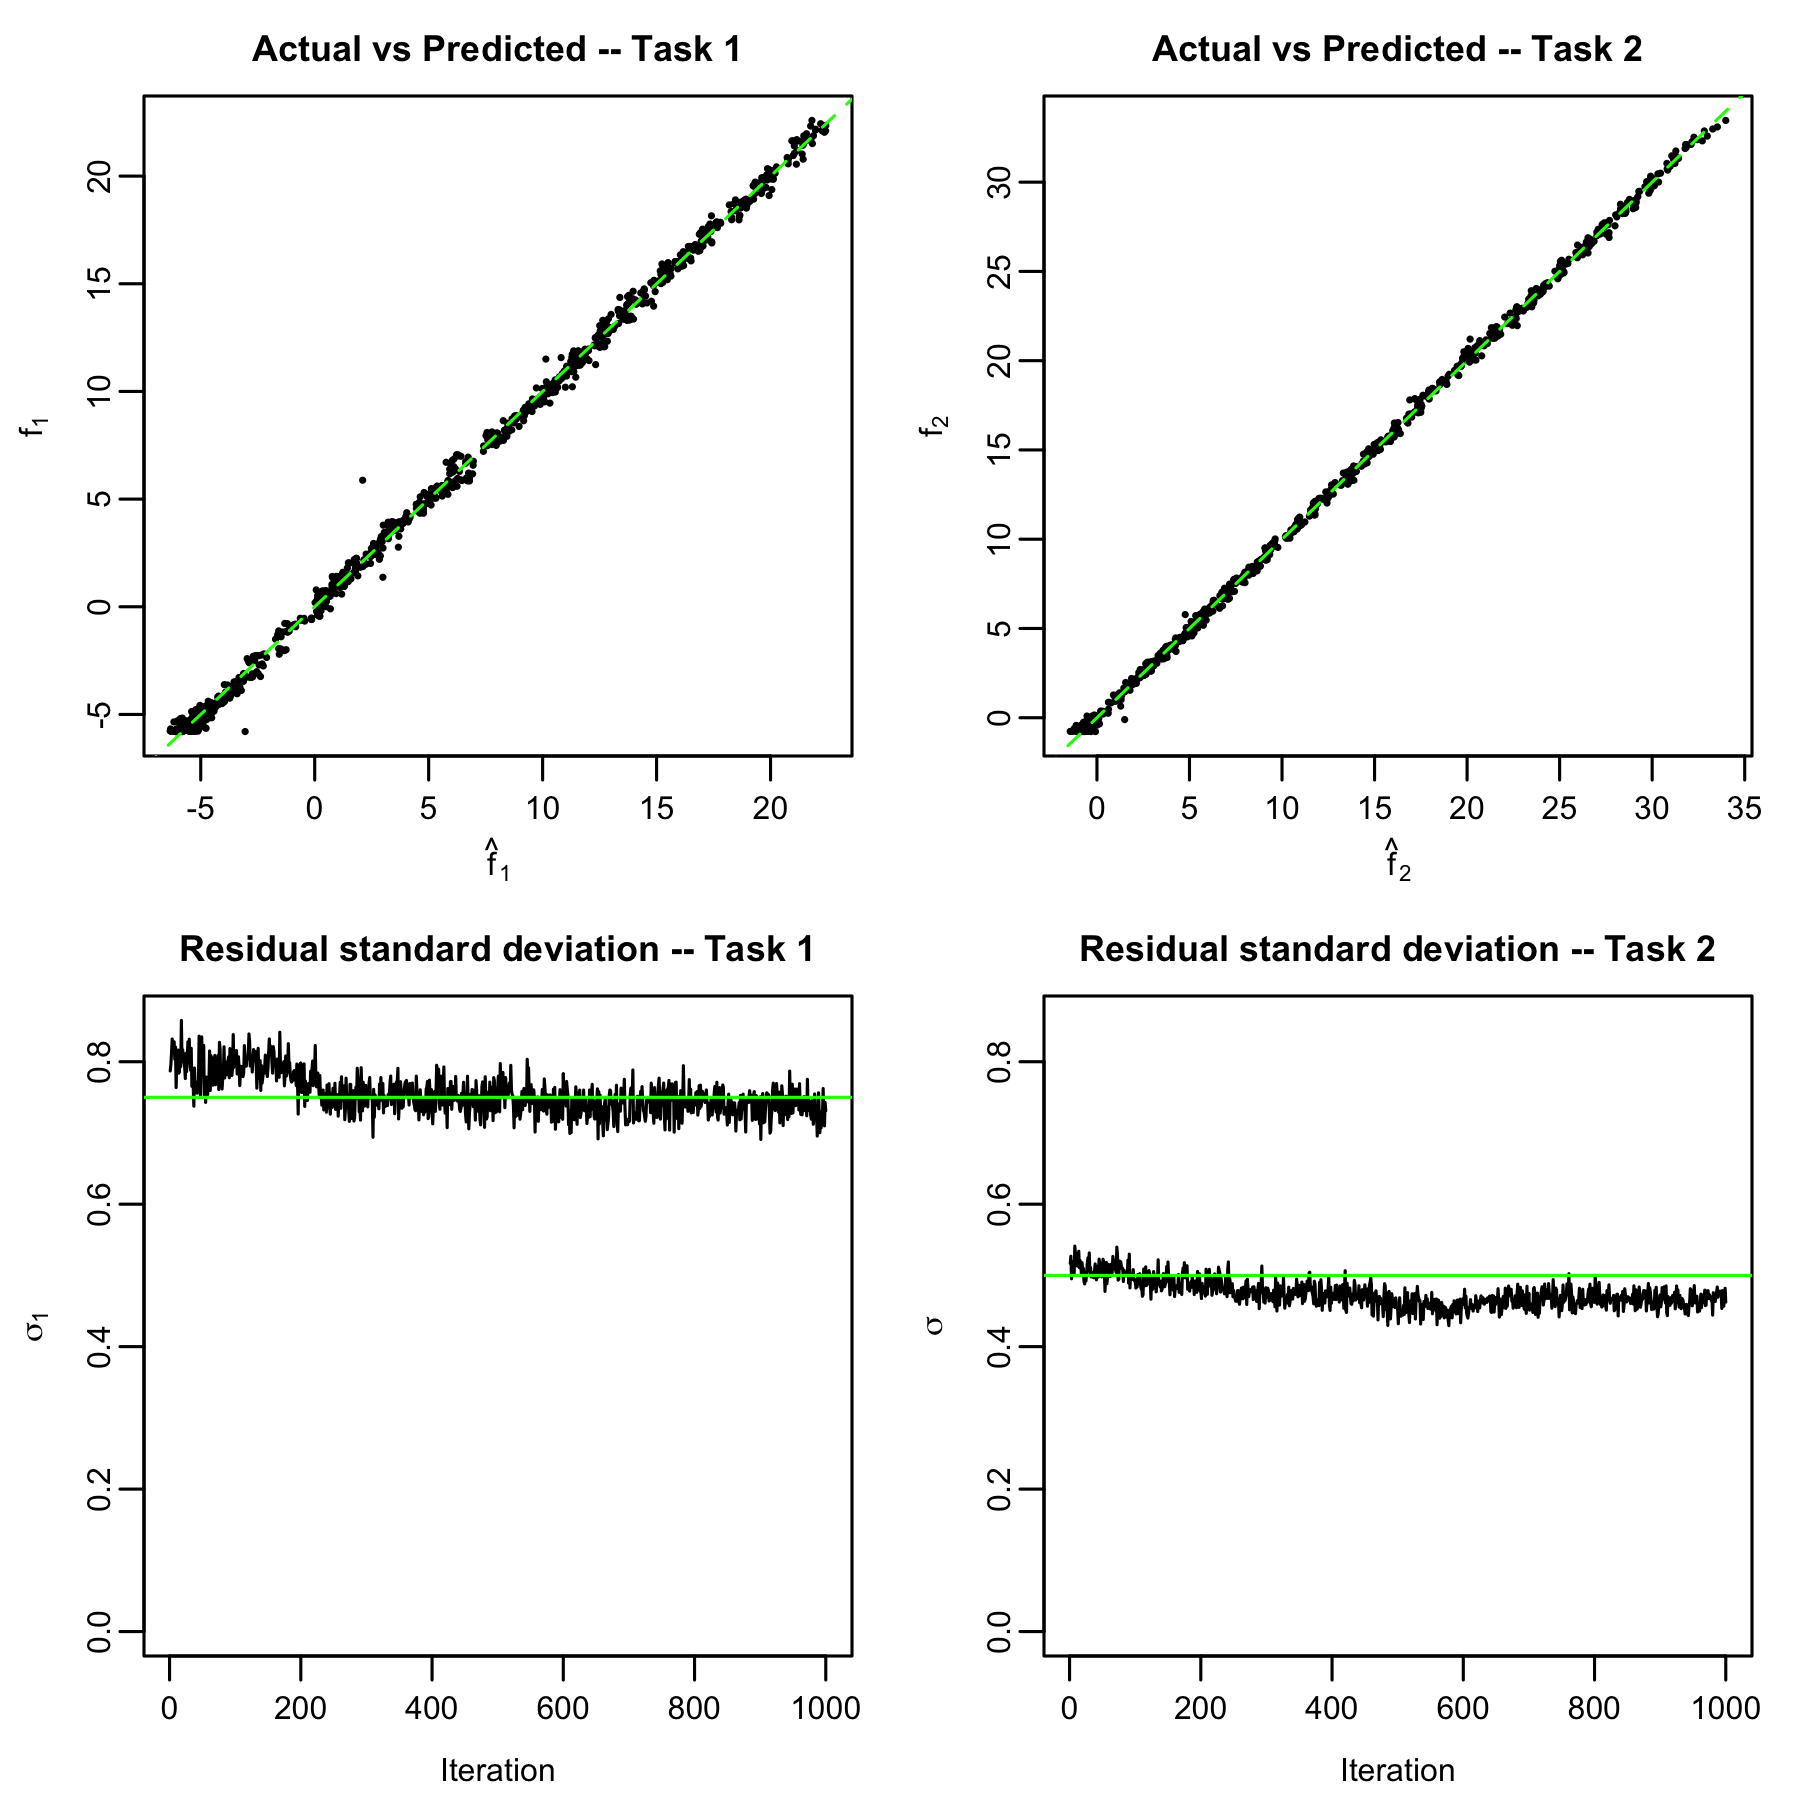 Actual vs Predicted -- Task 1
f₁
20
15
10
5
0
-5
-5 0 5 10 15 20
f̂₁
Actual vs Predicted -- Task 2
f₂
30
25
20
15
10
5
0
0 5 10 15 20 25 30 35
f̂₂
Residual standard deviation -- Task 1
σ₁
0.8
0.6
0.4
0.2
0.0
0 200 400 600 800 1000
Iteration
Residual standard deviation -- Task 2
σ
0.8
0.6
0.4
0.2
0.0
0 200 400 600 800 1000
Iteration